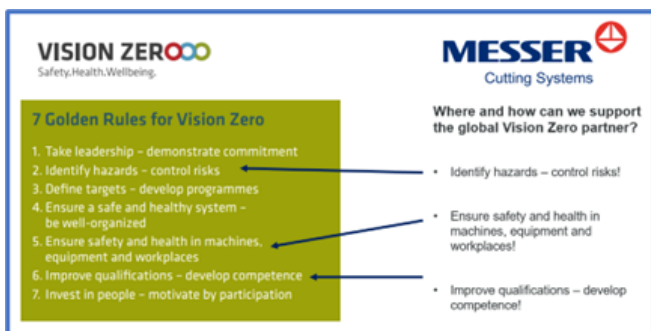 VISION ZERO
Safety.Health.Wellbeing.
7 Golden Rules for Vision Zero
1. Take leadership – demonstrate commitment
2. Identify hazards – control risks
3. Define targets – develop programmes
4. Ensure a safe and healthy system –
be well-organized
5. Ensure safety and health in machines,
equipment and workplaces
6. Improve qualifications – develop competence
7. Invest in people – motivate by participation
MESSER
Cutting Systems
Where and how can we support
the global Vision Zero partner?
• Identify hazards – control risks!
• Ensure safety and health in
machines, equipment and
workplaces!
• Improve qualifications – develop
competence!